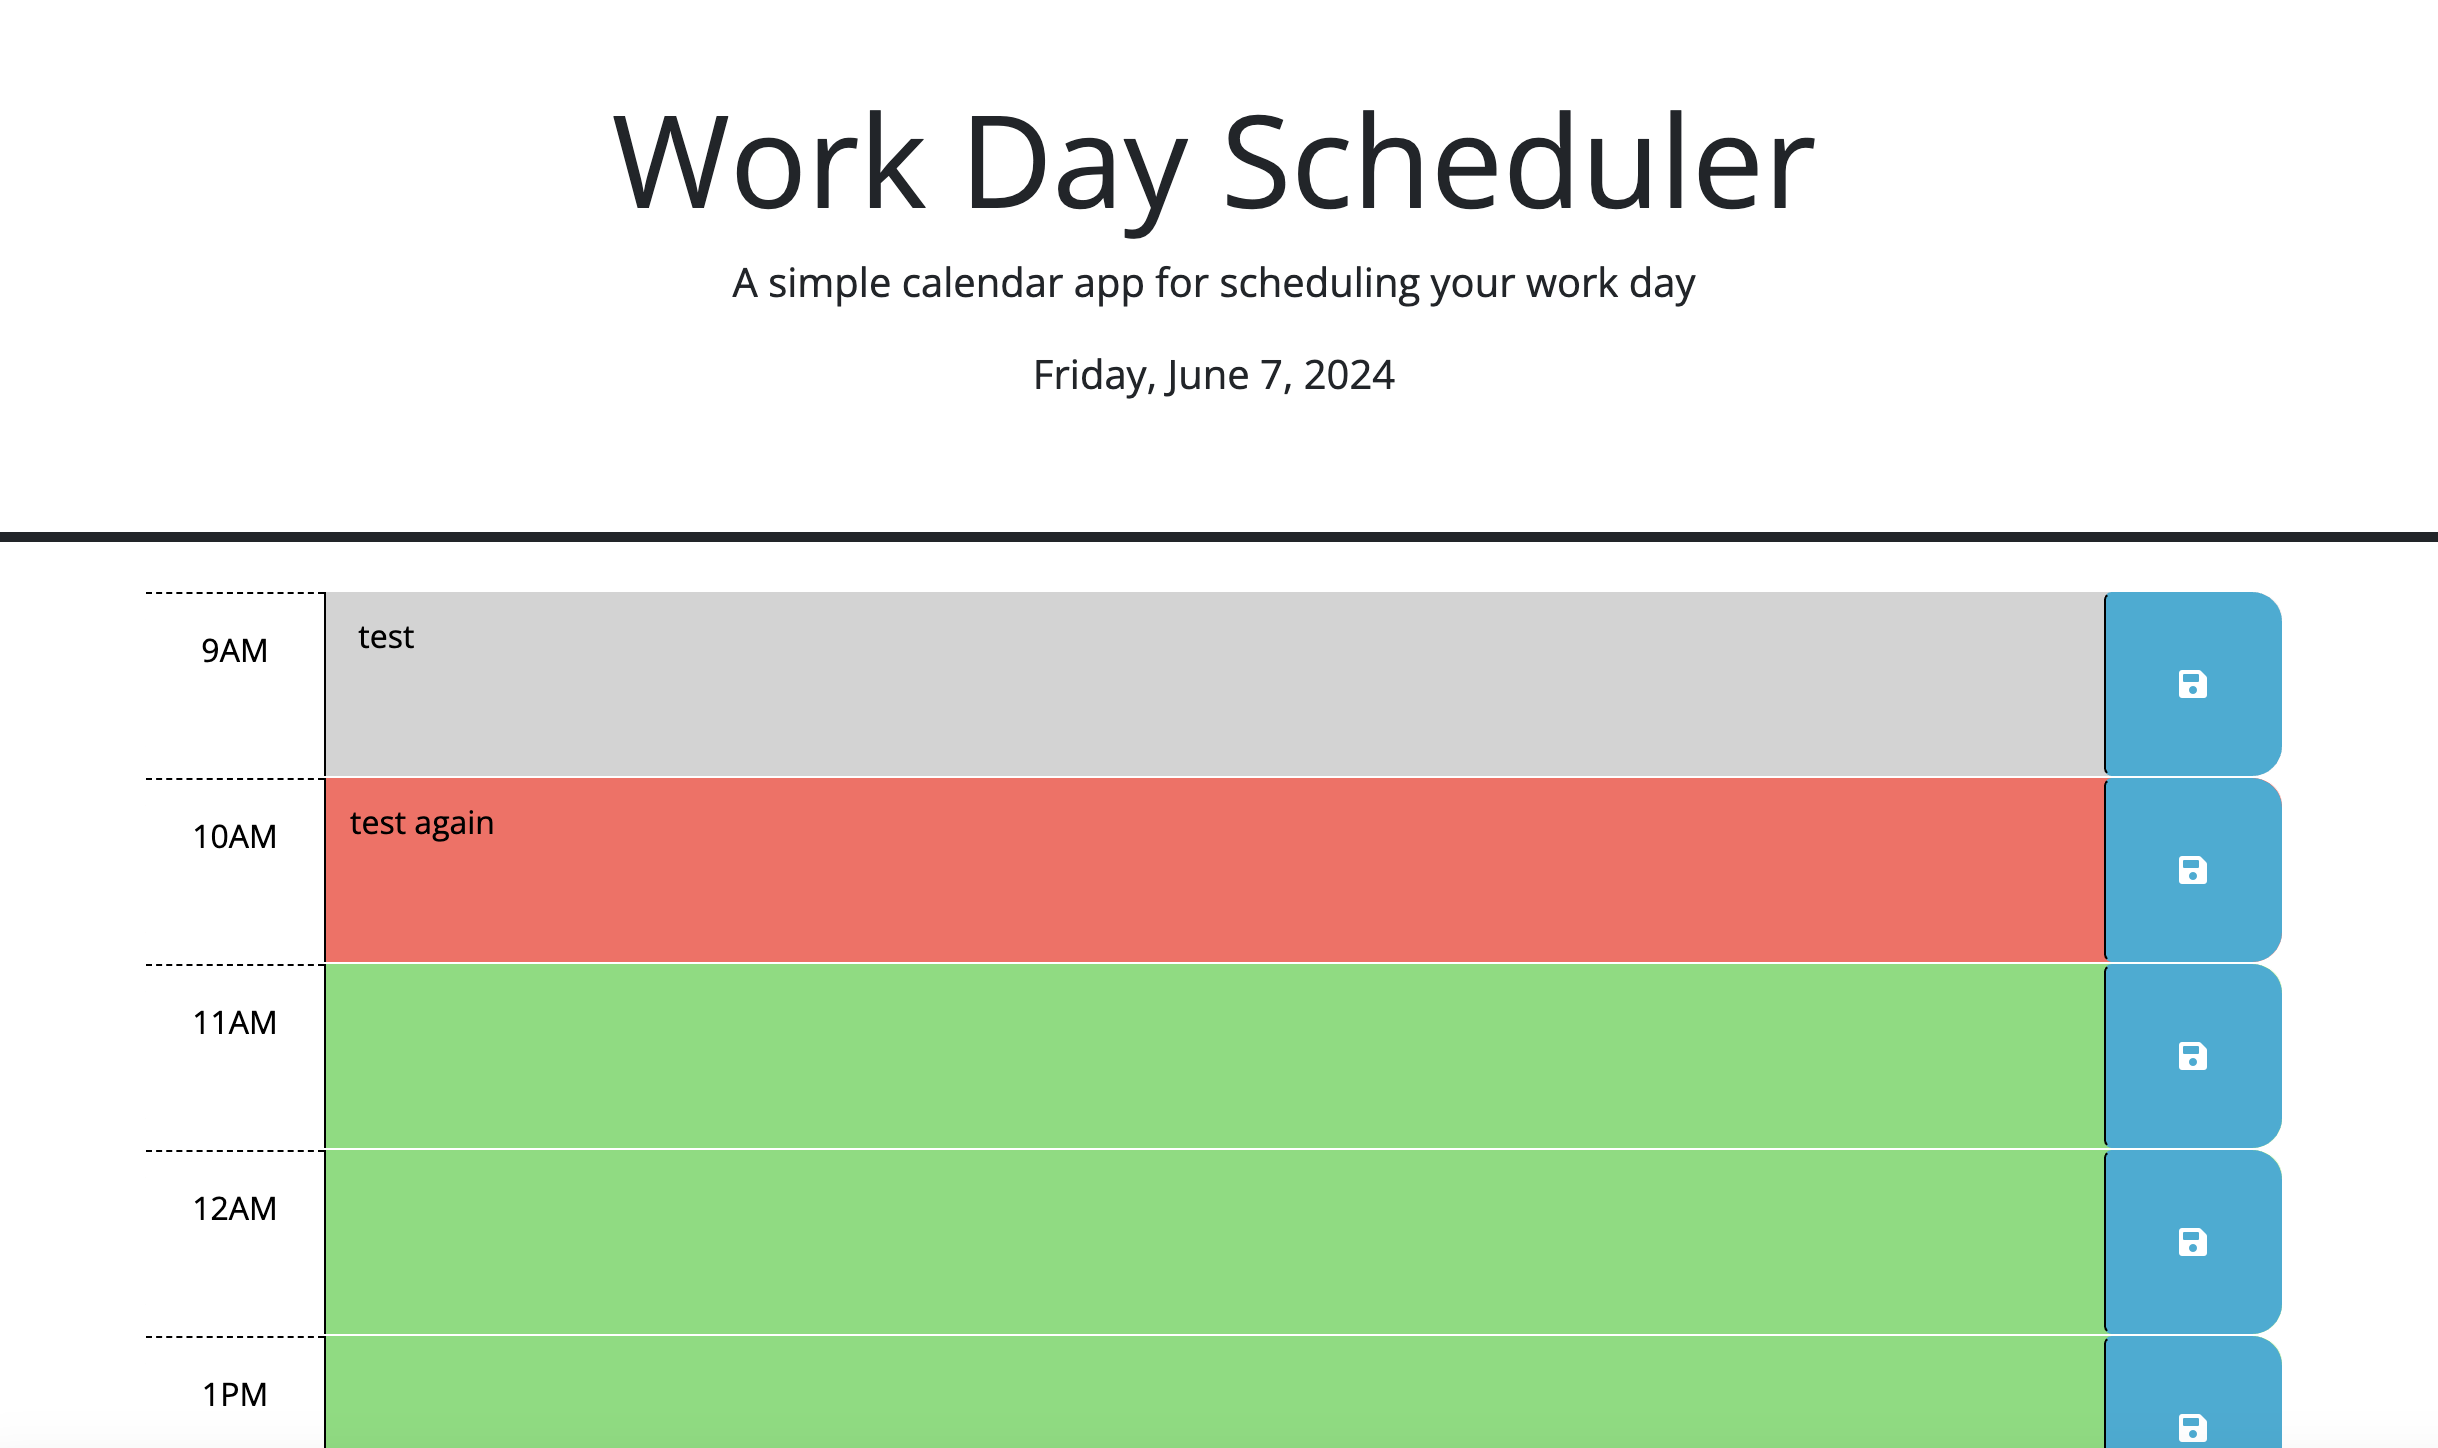 Work Day Scheduler
A simple calendar app for scheduling your work day
Friday, June 7, 2024
9AM
test
10AM
test again
11AM
12AM
1PM